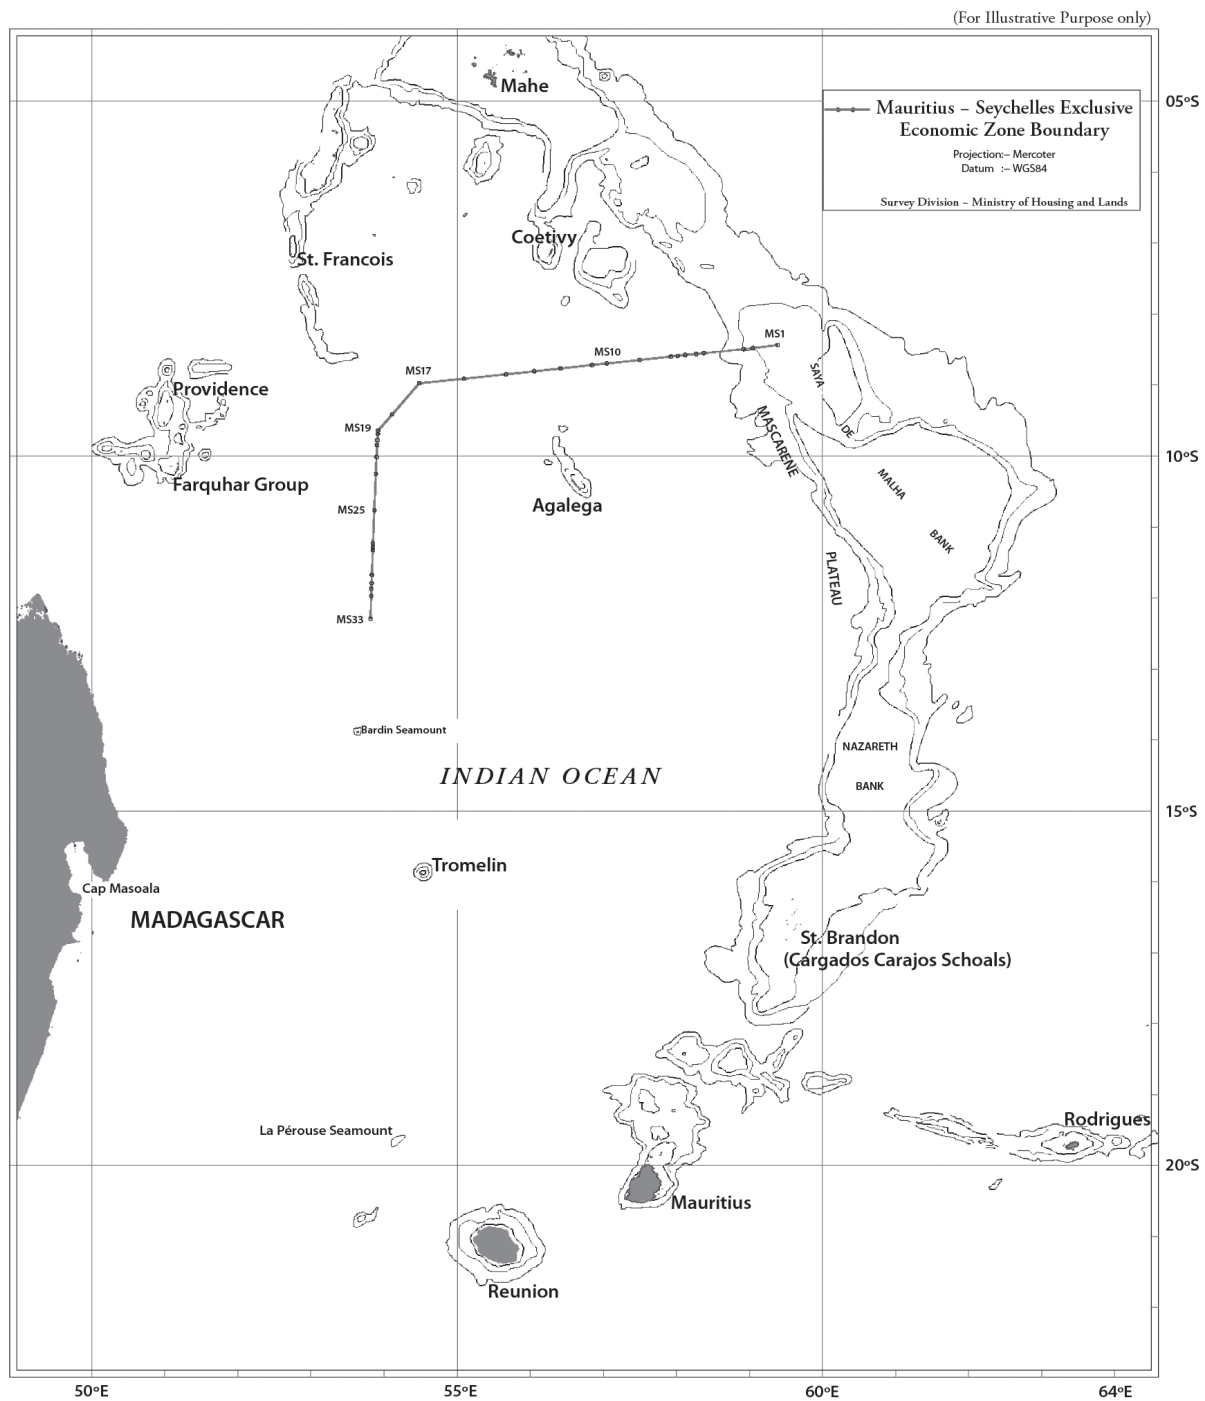 (For Illustrative Purpose only)
Mahe
05ºS
Mauritius – Seychelles Exclusive
Economic Zone Boundary
Projection:– Mercoter
Datum :– WGS84
Survey Division – Ministry of Housing and Lands
Coetivy
St. Francois
MS1
MS10
MS17
SAYA
Providence
MS19
MASCARENE
DE
10ºS
Farquhar Group
Agalega
MALHA
MS25
BANK
PLATEAU
MS33
Bardin Seamount
NAZARETH
INDIAN OCEAN
BANK
15ºS
Tromelin
Cap Masoala
MADAGASCAR
St. Brandon
(Cargados Carajos Schoals)
Rodrigues
La Pérouse Seamount
20ºS
Mauritius
Reunion
50ºE
55ºE
60ºE
64ºE